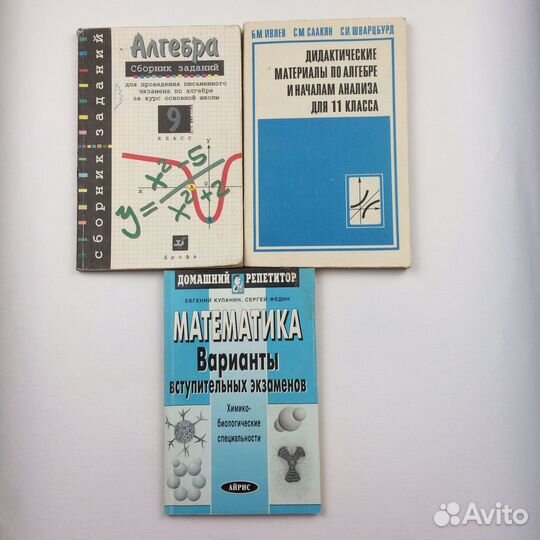 сборник заданий
Алгебра
Сборник заданий
для проведения письменного
экзамена по алгебре
за курс основной школы
9
КЛАСС
y = x² - 5
x² + 2
y
x
0
Дрофа
Б.М. ИВЛЕВ С.М. СААКЯН С.И. ШВАРЦБУРД
ДИДАКТИЧЕСКИЕ
МАТЕРИАЛЫ ПО АЛГЕБРЕ
И НАЧАЛАМ АНАЛИЗА
ДЛЯ 11 КЛАССА
ДОМАШНИЙ РЕПЕТИТОР
ЕВГЕНИЙ КУЛАНИН, СЕРГЕЙ ФЕДИН
МАТЕМАТИКА
Варианты
вступительных экзаменов
Химико-
биологические
специальности
АЙРИС
Avito